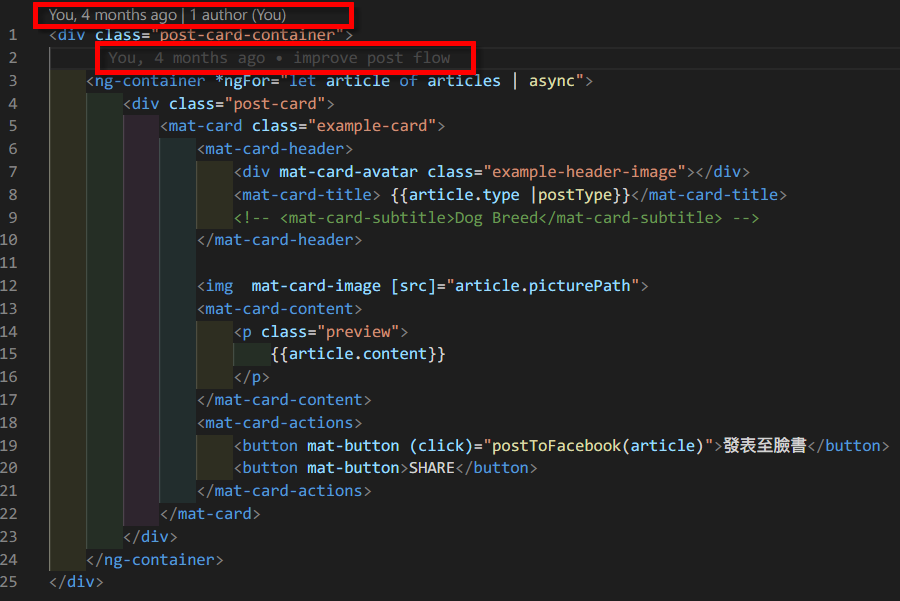 You, 4 months ago | 1 author (You)
1 <div class="post-card-container">
2 You, 4 months ago • improve post flow
3 <ng-container *ngFor="let article of articles | async">
4 <div class="post-card">
5 <mat-card class="example-card">
6 <mat-card-header>
7 <div mat-card-avatar class="example-header-image"></div>
8 <mat-card-title> {{article.type |postType}}</mat-card-title>
9 <!-- <mat-card-subtitle>Dog Breed</mat-card-subtitle> -->
10 </mat-card-header>
11
12 <img  mat-card-image [src]="article.picturePath">
13 <mat-card-content>
14 <p class="preview">
15 {{article.content}}
16 </p>
17 </mat-card-content>
18 <mat-card-actions>
19 <button mat-button (click)="postToFacebook(article)">發表至臉書</button>
20 <button mat-button>SHARE</button>
21 </mat-card-actions>
22 </mat-card>
23 </div>
24 </ng-container>
25 </div>